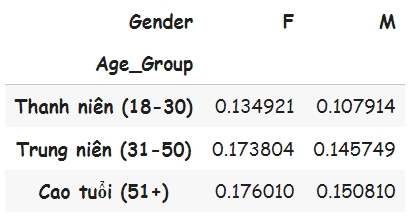 Gender F M
Age_Group
Thanh niên (18-30) 0.134921 0.107914
Trung niên (31-50) 0.173804 0.145749
Cao tuổi (51+) 0.176010 0.150810